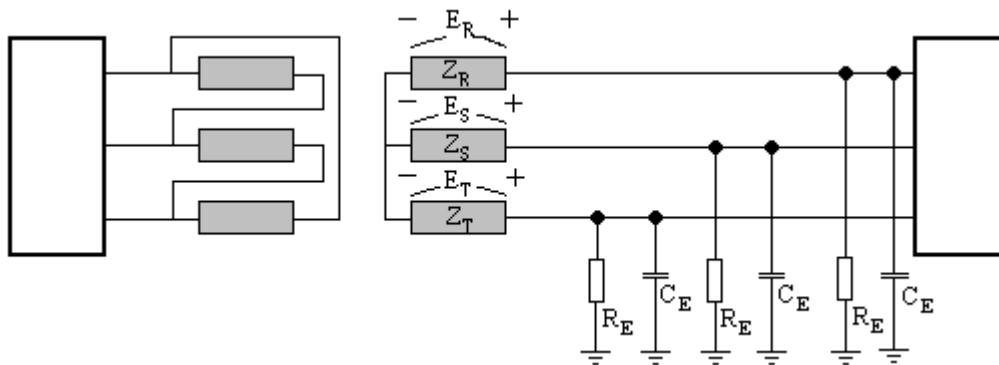 − E_R +
Z_R
− E_S +
Z_S
− E_T +
Z_T
R_E C_E R_E C_E R_E C_E